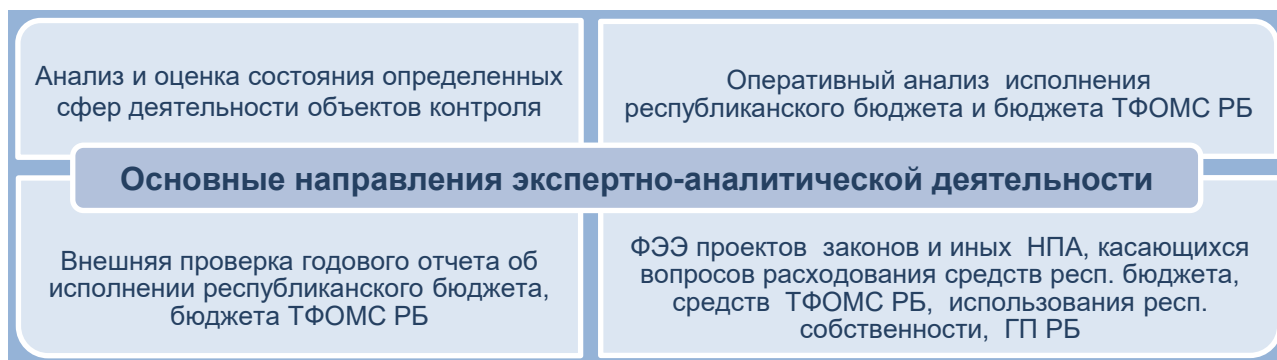 Анализ и оценка состояния определенных
сфер деятельности объектов контроля
Оперативный анализ исполнения
республиканского бюджета и бюджета ТФОМС РБ
Основные направления экспертно-аналитической деятельности
Внешняя проверка годового отчета об
исполнении республиканского бюджета,
бюджета ТФОМС РБ
ФЭЭ проектов законов и иных НПА, касающихся
вопросов расходования средств респ. бюджета,
средств ТФОМС РБ, использования респ.
собственности, ГП РБ